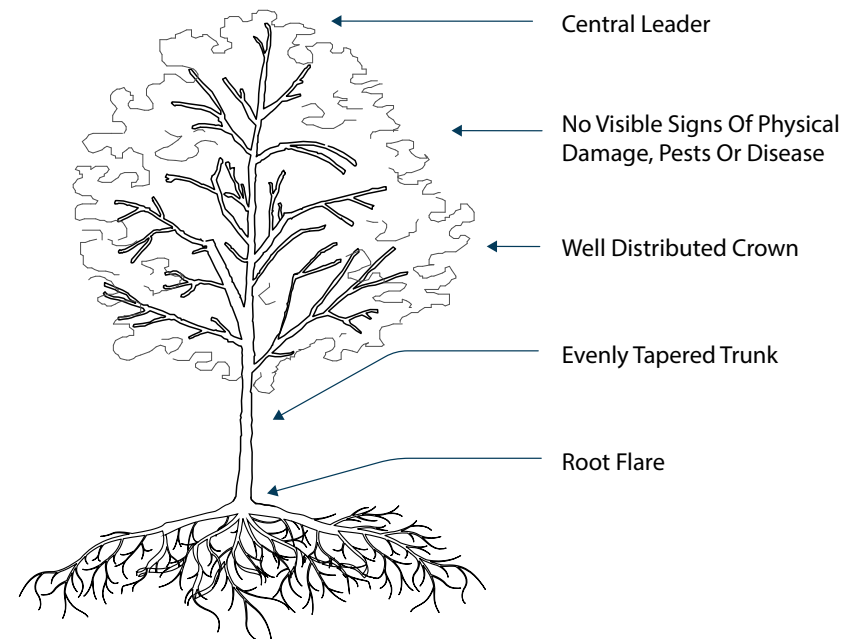 Central Leader
No Visible Signs Of Physical
Damage, Pests Or Disease
Well Distributed Crown
Evenly Tapered Trunk
Root Flare